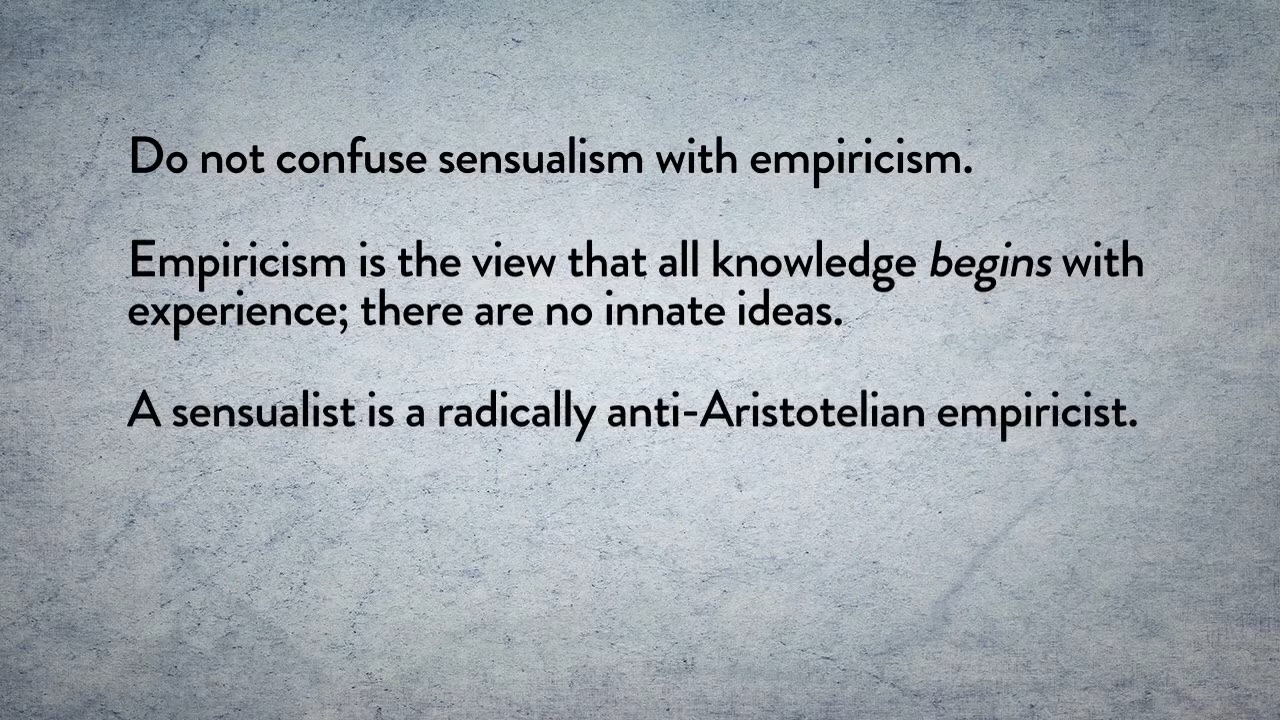 Do not confuse sensualism with empiricism.
Empiricism is the view that all knowledge begins with
experience; there are no innate ideas.
A sensualist is a radically anti-Aristotelian empiricist.